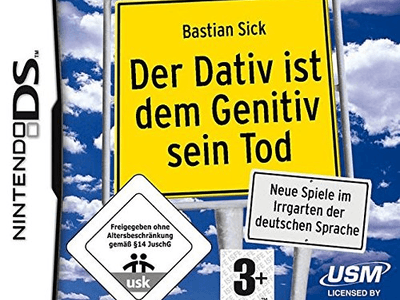 NINTENDO DS™
Bastian Sick
Der Dativ ist
dem Genitiv
sein Tod
Neue Spiele im
Irrgarten der
deutschen Sprache
Freigegeben ohne
Altersbeschränkung
gemäß §14 JuSchG
usk
3+
USM
LICENSED BY